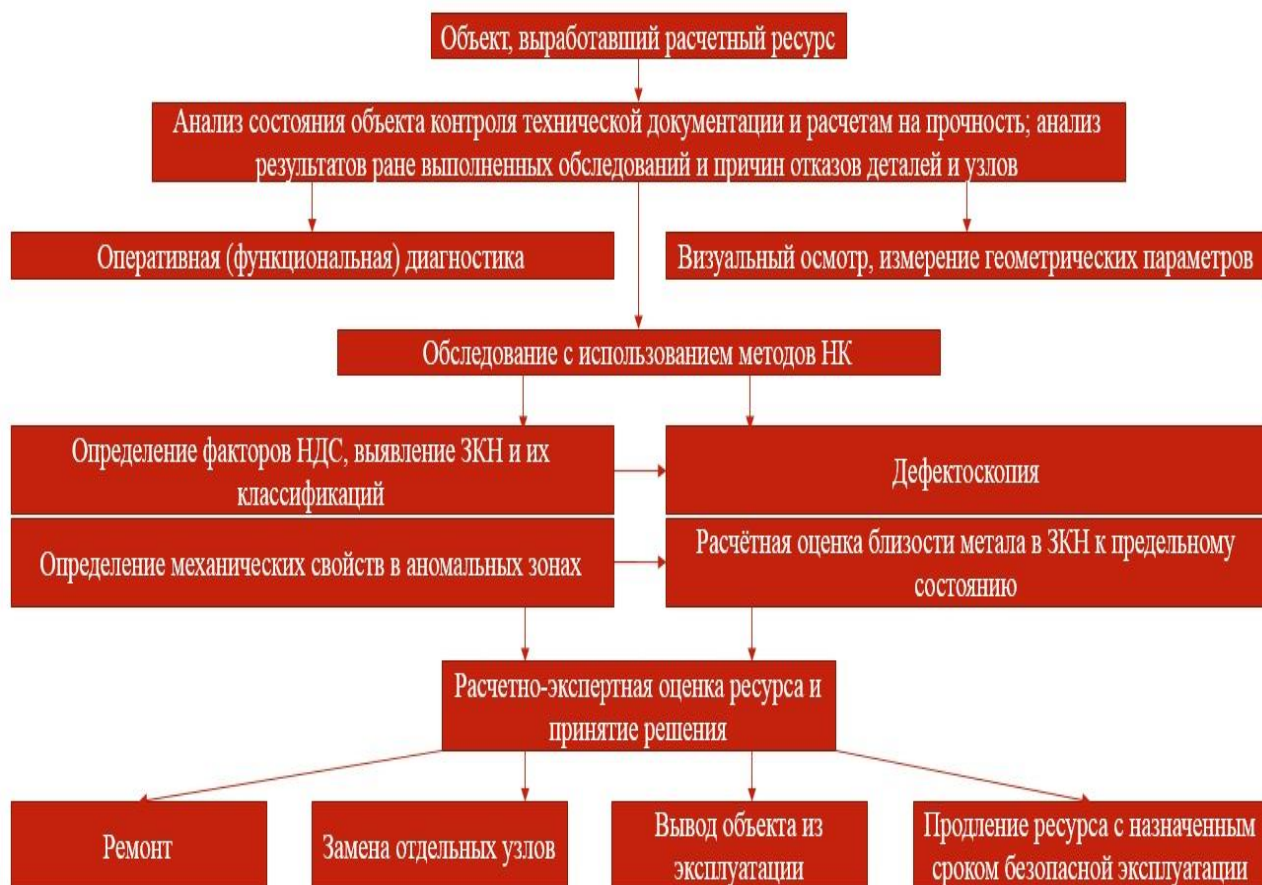 Объект, выработавший расчетный ресурс
Анализ состояния объекта контроля технической документации и расчетам на прочность; анализ
результатов ране выполненных обследований и причин отказов деталей и узлов
Оперативная (функциональная) диагностика
Визуальный осмотр, измерение геометрических параметров
Обследование с использованием методов НК
Определение факторов НДС, выявление ЗКН и их
классификаций
Дефектоскопия
Определение механических свойств в аномальных зонах
Расчётная оценка близости метала в ЗКН к предельному
состоянию
Расчетно-экспертная оценка ресурса и
принятие решения
Ремонт
Замена отдельных узлов
Вывод объекта из
эксплуатации
Продление ресурса с назначенным
сроком безопасной эксплуатации